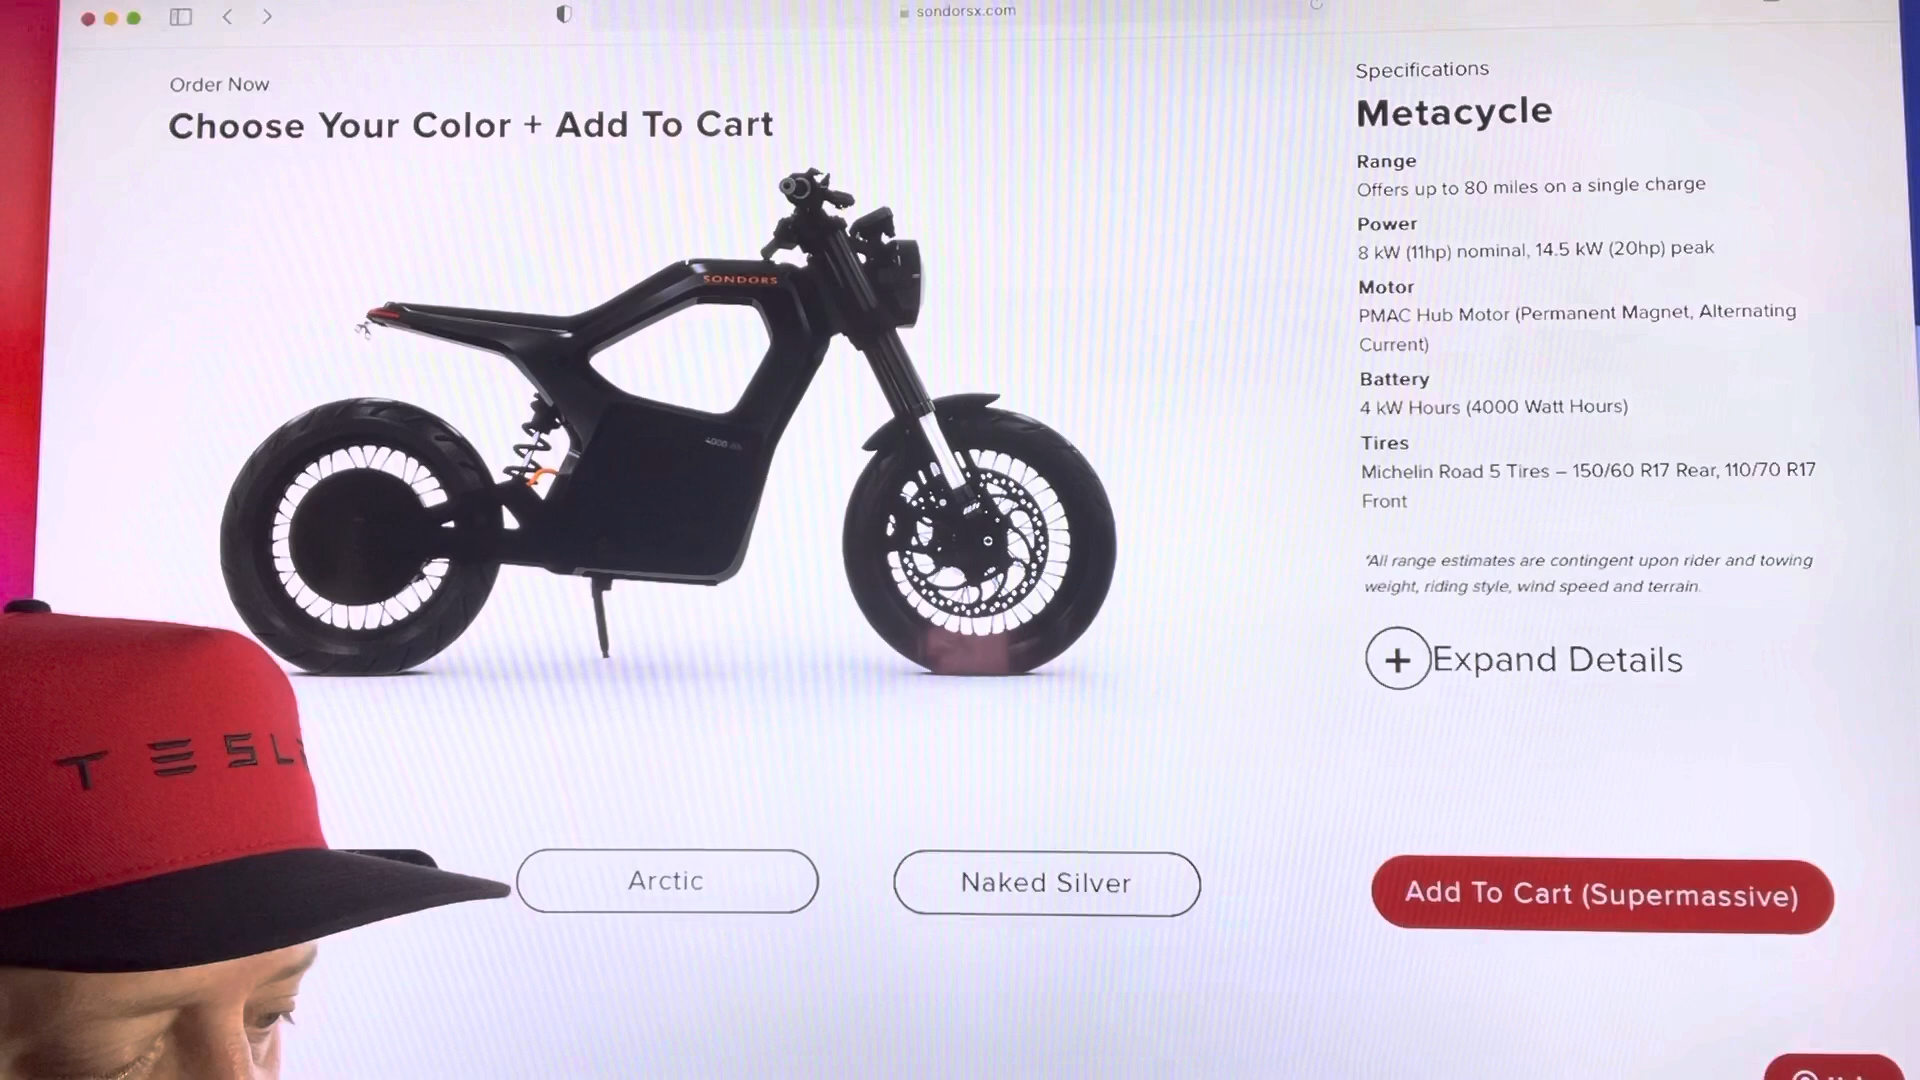 sondorsx.com
Order Now
Choose Your Color + Add To Cart
SONDORS
Specifications
Metacycle
Range
Offers up to 80 miles on a single charge
Power
8 kW (11hp) nominal, 14.5 kW (20hp) peak
Motor
PMAC Hub Motor (Permanent Magnet, Alternating
Current)
Battery
4 kW Hours (4000 Watt Hours)
Tires
Michelin Road 5 Tires – 150/60 R17 Rear, 110/70 R17
Front
*All range estimates are contingent upon rider and towing
weight, riding style, wind speed and terrain.
+ Expand Details
Arctic
Naked Silver
Add To Cart (Supermassive)
TESL